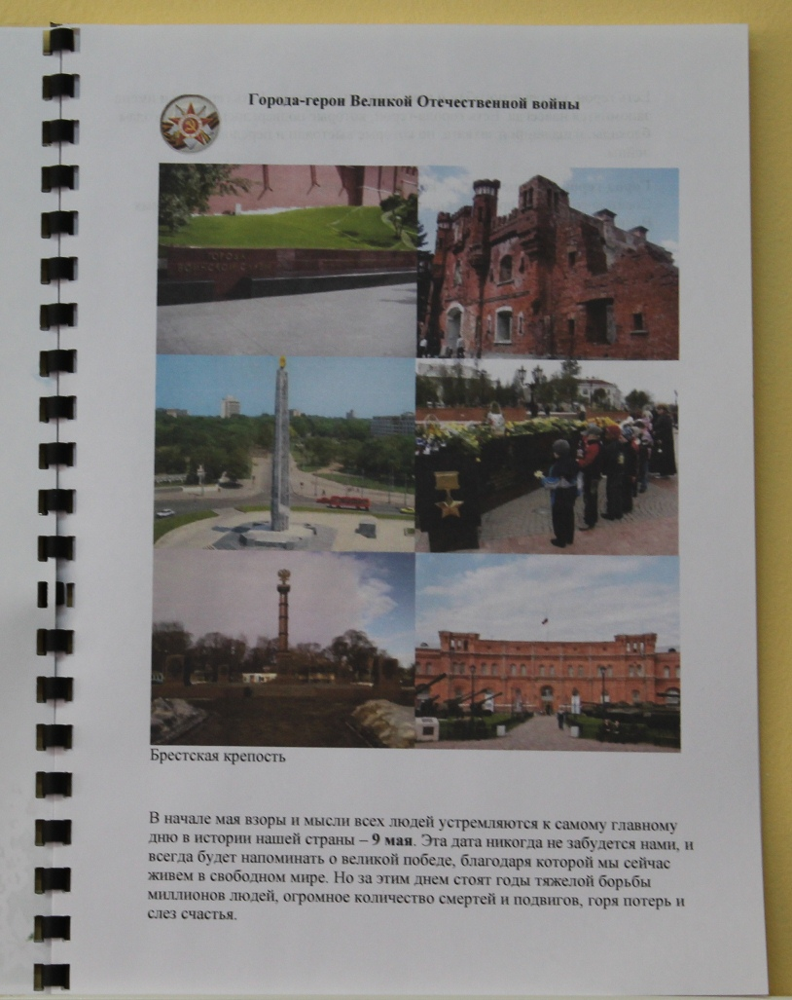 Города-герои Великой Отечественной войны
ГОРОДА
ВОИНСКОЙ СЛАВЫ
Брестская крепость
В начале мая взоры и мысли всех людей устремляются к самому главному
дню в истории нашей страны – 9 мая. Эта дата никогда не забудется нами, и
всегда будет напоминать о великой победе, благодаря которой мы сейчас
живем в свободном мире. Но за этим днем стоят годы тяжелой борьбы
миллионов людей, огромное количество смертей и подвигов, горя потерь и
слез счастья.